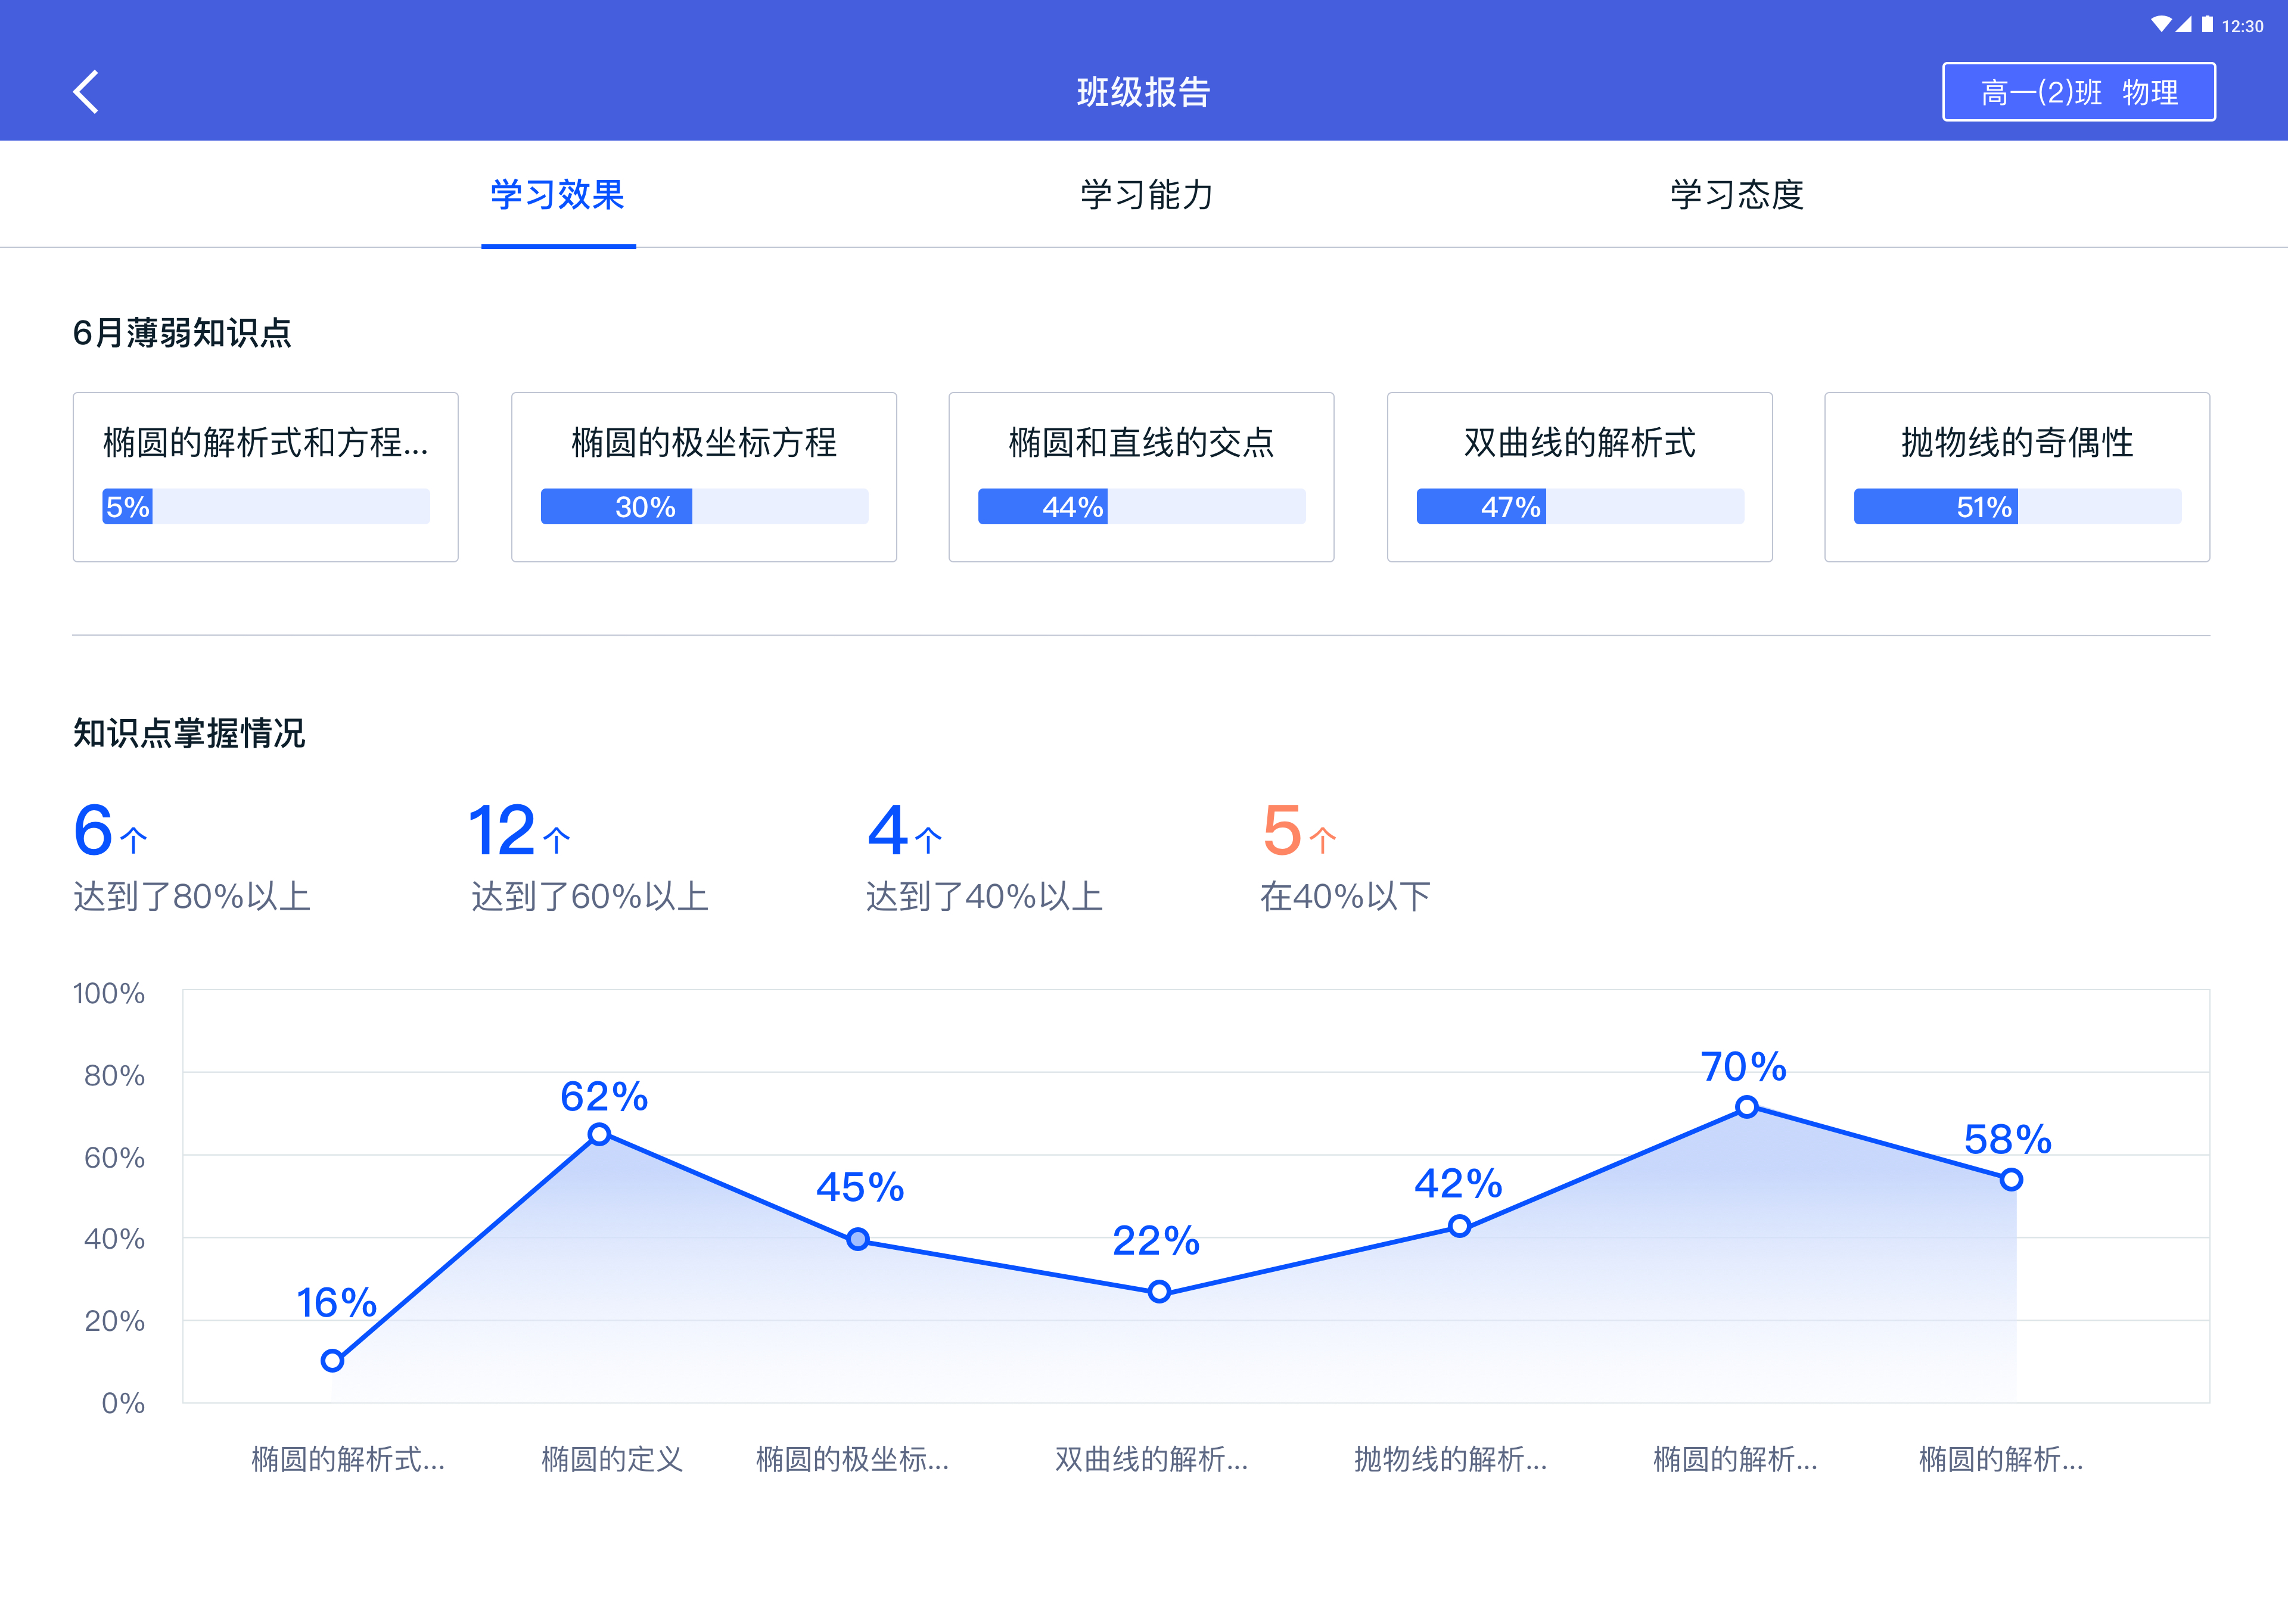 12:30
班级报告
高一(2)班 物理
学习效果 学习能力 学习态度
6月薄弱知识点
椭圆的解析式和方程... 椭圆的极坐标方程 椭圆和直线的交点 双曲线的解析式 抛物线的奇偶性
5% 30% 44% 47% 51%
知识点掌握情况
6个 12个 4个 5个
达到了80%以上 达到了60%以上 达到了40%以上 在40%以下
100%
80%
60%
40%
20%
0%
16% 62% 45% 22% 42% 70% 58%
椭圆的解析式... 椭圆的定义 椭圆的极坐标... 双曲线的解析... 抛物线的解析... 椭圆的解析... 椭圆的解析...